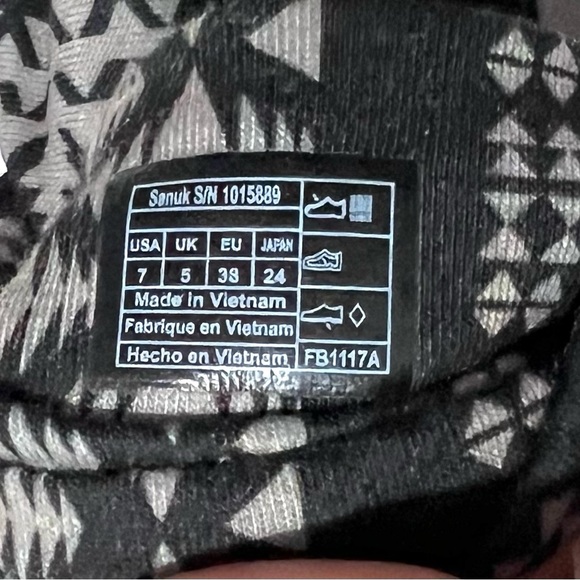 Sanuk S/N 1015889
USA UK EU JAPAN
7 5 38 24
Made in Vietnam
Fabrique en Vietnam
Hecho en Vietnam FB1117A